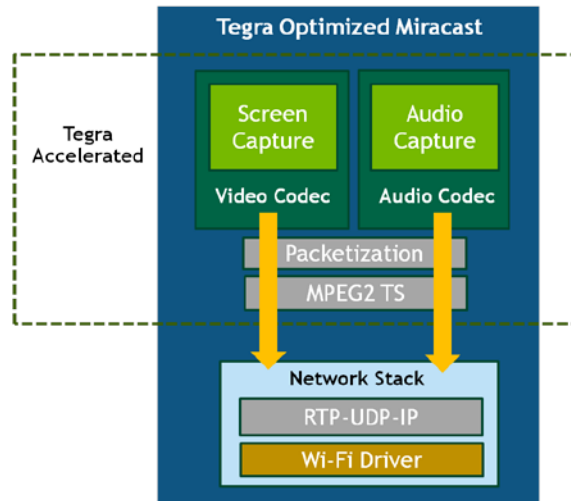 Tegra Optimized Miracast
Tegra
Accelerated
Screen
Capture
Audio
Capture
Video Codec
Audio Codec
Packetization
MPEG2 TS
Network Stack
RTP-UDP-IP
Wi-Fi Driver